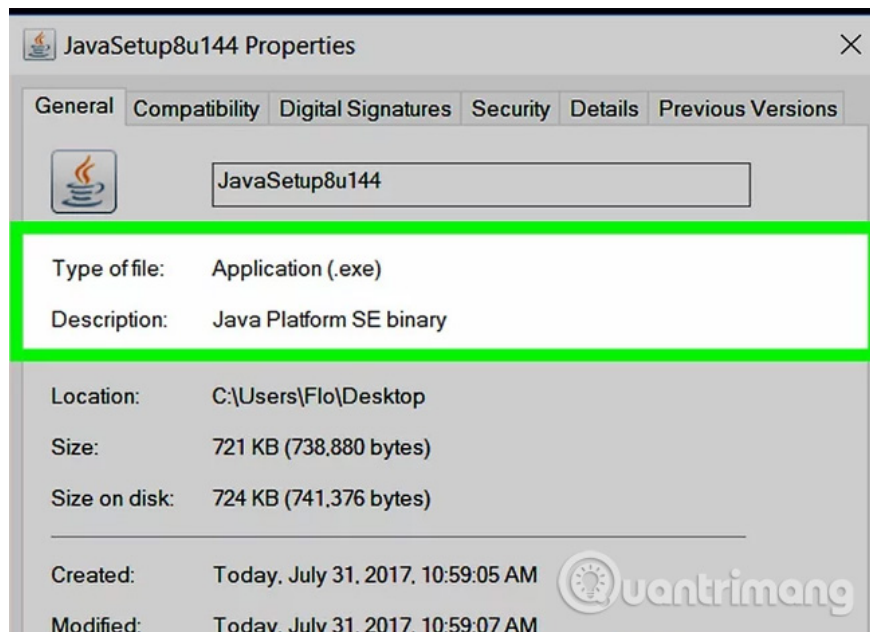 JavaSetup8u144 Properties
General Compatibility Digital Signatures Security Details Previous Versions
JavaSetup8u144
Type of file: Application (.exe)
Description: Java Platform SE binary
Location: C:\Users\Flo\Desktop
Size: 721 KB (738,880 bytes)
Size on disk: 724 KB (741,376 bytes)
Created: Today, July 31, 2017, 10:59:05 AM
Modified: Today, July 31, 2017, 10:59:07 AM
Quantrimang